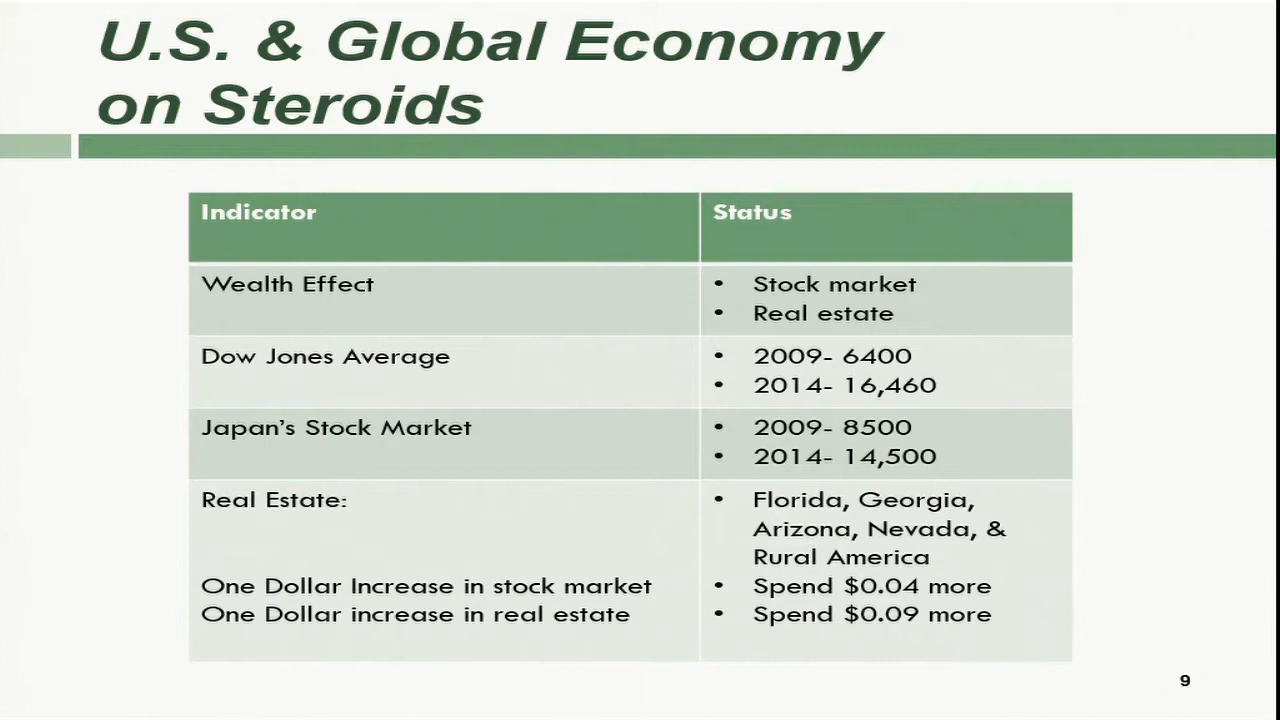 U.S. & Global Economy
on Steroids
Indicator
Status
Wealth Effect
• Stock market
• Real estate
Dow Jones Average
• 2009- 6400
• 2014- 16,460
Japan's Stock Market
• 2009- 8500
• 2014- 14,500
Real Estate:
• Florida, Georgia,
Arizona, Nevada, &
Rural America
One Dollar Increase in stock market
• Spend $0.04 more
One Dollar increase in real estate
• Spend $0.09 more
9